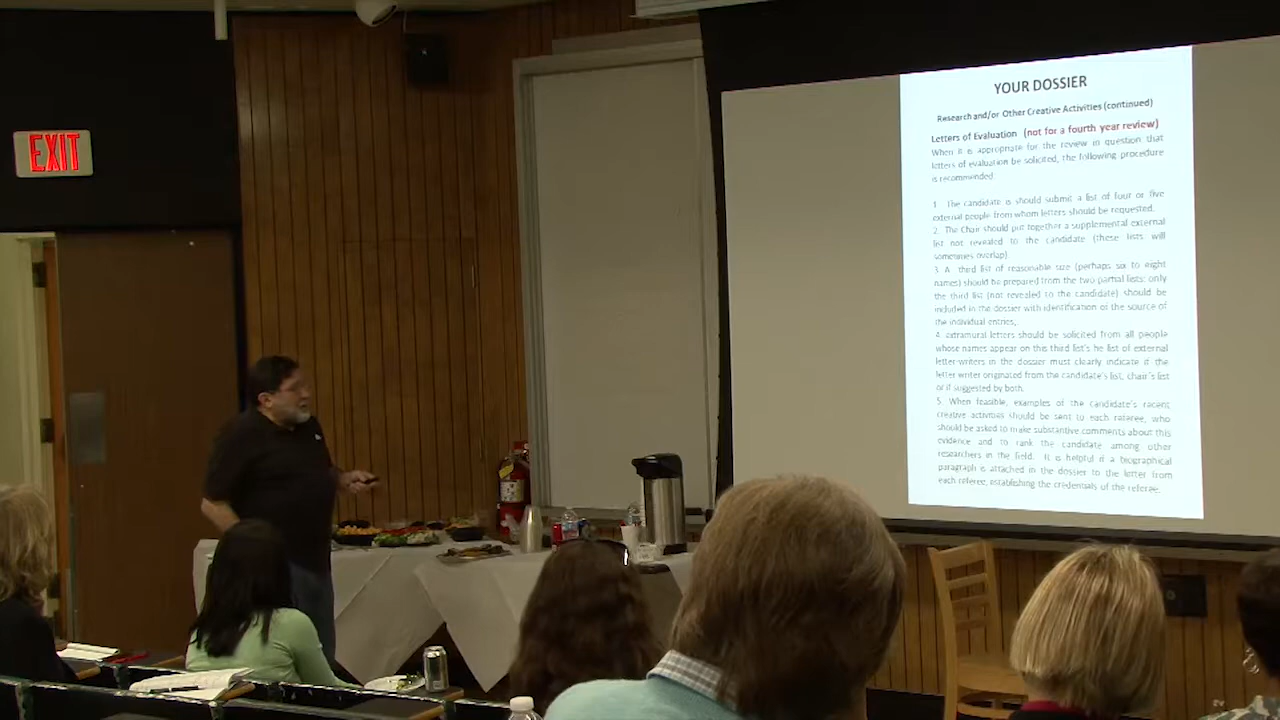 EXIT
YOUR DOSSIER
Research and/or Other Creative Activities (continued)
Letters of Evaluation (not for a fourth year review)
When it is appropriate for the review in question that
letters of evaluation be solicited, the following procedure
is recommended
1 The candidate is should submit a list of four or five
external people from whom letters should be requested.
2. The Chair should put together a supplemental external
list not revealed to the candidate (these lists will
sometimes overlap)
3 A third list of reasonable size (perhaps six to eight
names) should be prepared from the two partial lists: only
the third list (not revealed to the candidate) should be
included in the dossier with identification of the source of
the individual entries,
4 extramural letters should be solicited from all people
whose names appear on this third list's he list of external
letter-writers in the dossier must clearly indicate if the
letter writer originated from the candidate's list, chair's list
or if suggested by both.
5. When feasible, examples of the candidate's recent
creative activities should be sent to each referee, who
should be asked to make substantive comments about this
evidence and to rank the candidate among other
researchers in the field. It is helpful if a biographical
paragraph is attached in the dossier to the letter from
each referee, establishing the credentials of the referee.